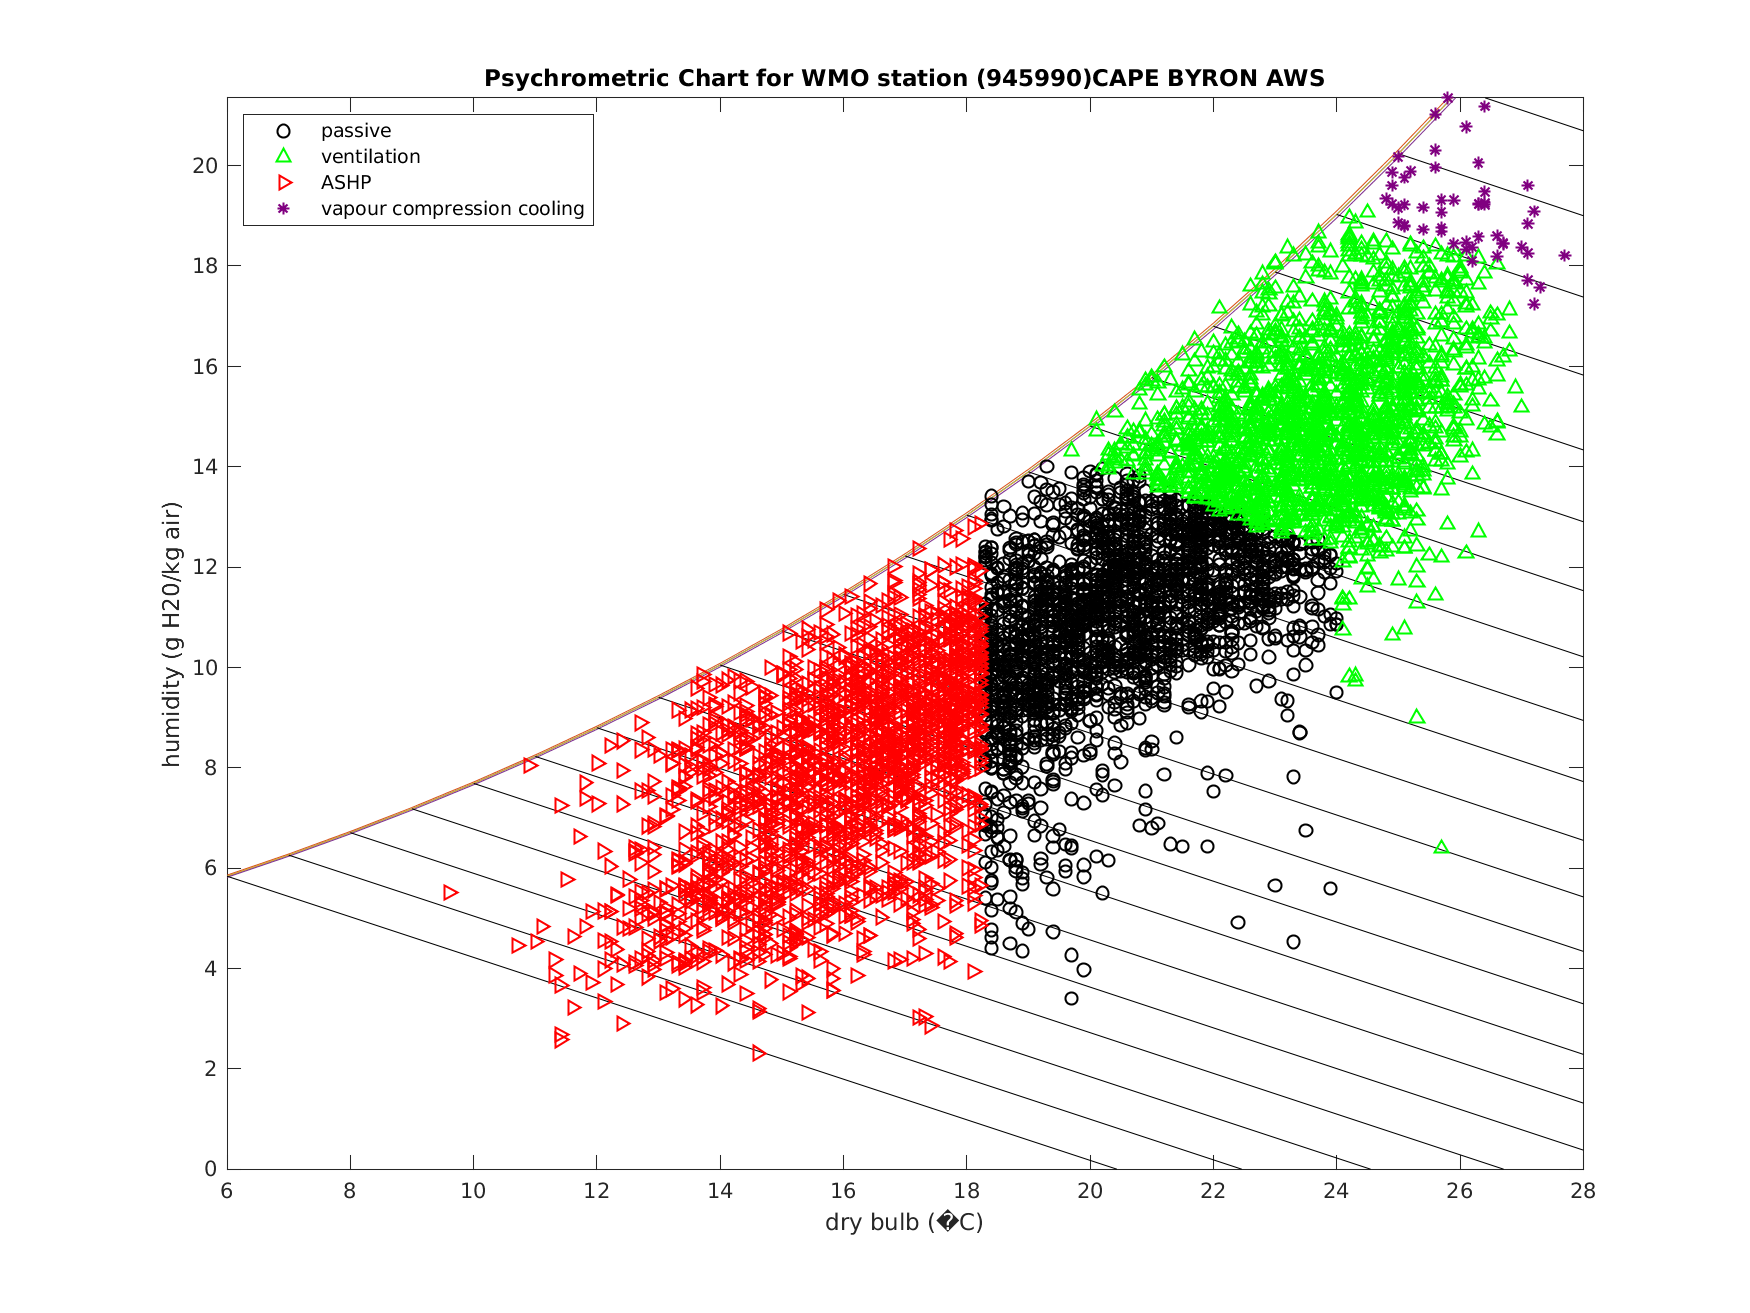 Psychrometric Chart for WMO station (945990)CAPE BYRON AWS
passive
ventilation
ASHP
vapour compression cooling
humidity (g H20/kg air)
20
18
16
14
12
10
8
6
4
2
0
6 8 10 12 14 16 18 20 22 24 26 28
dry bulb (�C)